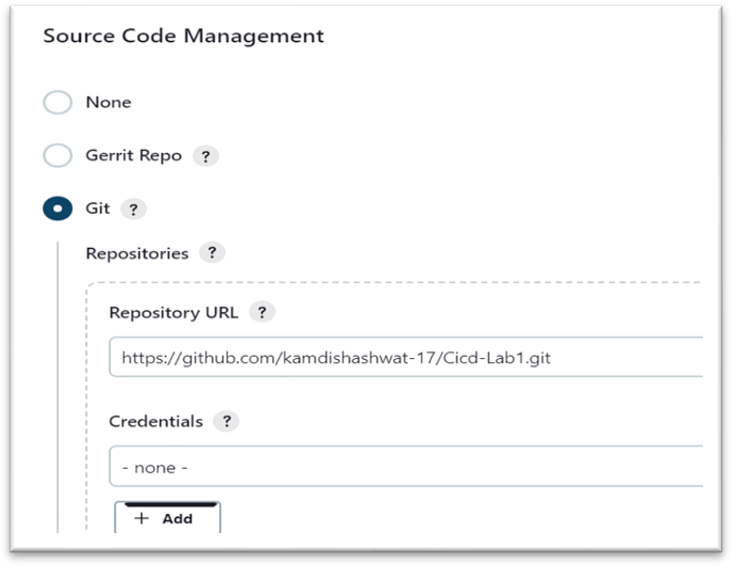 Source Code Management
None
Gerrit Repo ?
Git ?
Repositories ?
Repository URL ?
https://github.com/kamdishashwat-17/Cicd-Lab1.git
Credentials ?
- none -
+ Add